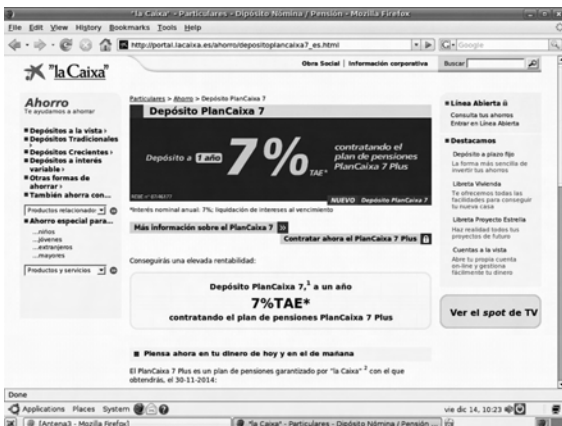 "la Caixa" - Particulares - Depósito Nómina / Pensión - Mozilla Firefox
File Edit View History Bookmarks Tools Help
http://portal.lacaixa.es/ahorro/depositoplancaixa7_es.html
Google
"la Caixa"
Obra Social | Información corporativa
Buscar
Ahorro
Te ayudamos a ahorrar
Depósitos a la vista ›
Depósitos Tradicionales ›
Depósitos Crecientes ›
Depósitos a interés variable ›
Otras formas de ahorrar ›
También ahorra con...
Productos relacionado
Ahorro especial para...
...niños
...jóvenes
...extranjeros
...mayores
Productos y servicios
Particulares > Ahorro > Depósito PlanCaixa 7
Depósito PlanCaixa 7
Depósito a 1 año 7% TAE*
contratando el
plan de pensiones
PlanCaixa 7 Plus
NUEVO Depósito PlanCaixa7
*Interés nominal anual: 7%; liquidación de intereses al vencimiento
Más información sobre el PlanCaixa 7 »
Contratar ahora el PlanCaixa 7 Plus
Conseguirás una elevada rentabilidad:
Depósito PlanCaixa 7,1 a un año
7%TAE*
contratando el plan de pensiones PlanCaixa 7 Plus
Piensa ahora en tu dinero de hoy y en el de mañana
El PlanCaixa 7 Plus es un plan de pensiones garantizado por "la Caixa" 2 con el que
obtendrás, el 30-11-2014:
Línea Abierta
Consulta tus ahorros
Entrar en Línea Abierta
Destacamos
Depósito a plazo fijo
La forma más sencilla de
invertir tus ahorros
Libreta Vivienda
Te ofrecemos todas las
facilidades para conseguir
tu nueva casa
Libreta Proyecto Estrella
Haz realidad todos tus
proyectos de futuro
Cuentas a la vista
Abre tu propia cuenta
on-line y gestiona
fácilmente tu dinero
Ver el spot de TV
Done
Applications Places System
vie dic 14, 10:23
[Antena3 - Mozilla Firefox]
"la Caixa" - Particulares - Depósito Nómina / Pensión ...